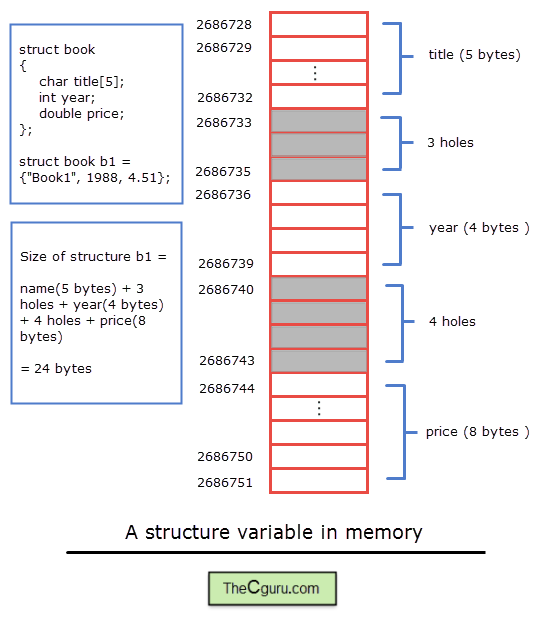 struct book
{
char title[5];
int year;
double price;
};
struct book b1 =
{"Book1", 1988, 4.51};
Size of structure b1 =
name(5 bytes) + 3
holes + year(4 bytes)
+ 4 holes + price(8
bytes)
= 24 bytes
2686728
2686729
⋮
2686732
2686733
2686735
2686736
2686739
2686740
2686743
2686744
⋮
2686750
2686751
title (5 bytes)
3 holes
year (4 bytes )
4 holes
price (8 bytes )
A structure variable in memory
TheCguru.com